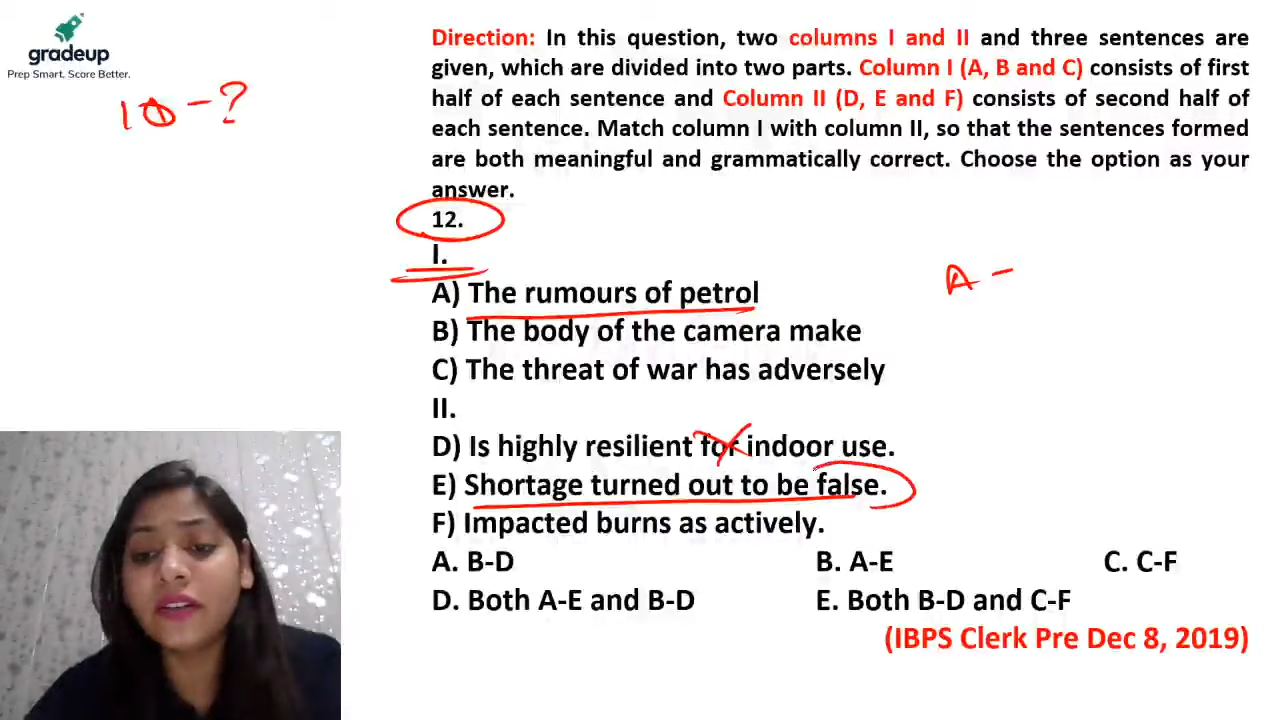 gradeup
Prep Smart. Score Better.
10 - ?
Direction: In this question, two columns I and II and three sentences are
given, which are divided into two parts. Column I (A, B and C) consists of first
half of each sentence and Column II (D, E and F) consists of second half of
each sentence. Match column I with column II, so that the sentences formed
are both meaningful and grammatically correct. Choose the option as your
answer.
12.
I.
A) The rumours of petrol
A -
B) The body of the camera make
C) The threat of war has adversely
II.
D) Is highly resilient for indoor use.
E) Shortage turned out to be false.
F) Impacted burns as actively.
A. B-D B. A-E C. C-F
D. Both A-E and B-D E. Both B-D and C-F
(IBPS Clerk Pre Dec 8, 2019)